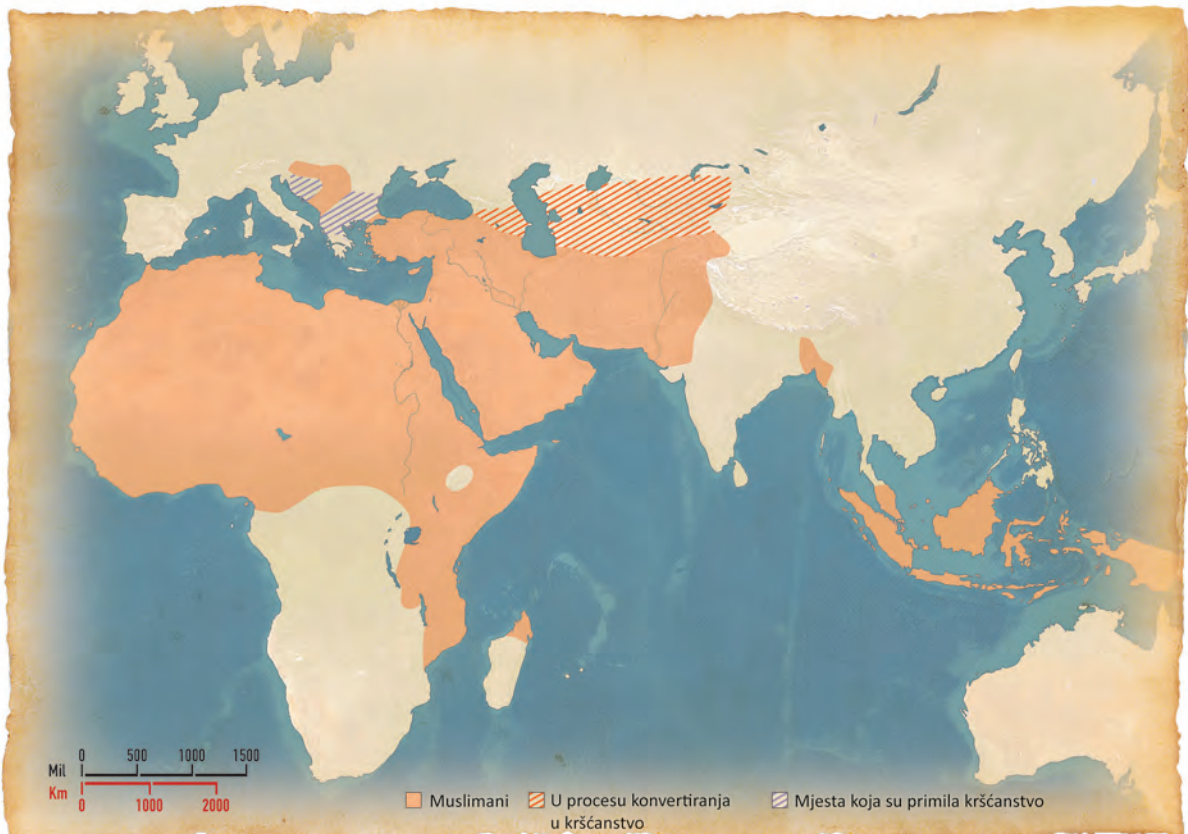 Mil 0 500 1000 1500
Km 0 1000 2000
Muslimani
U procesu konvertiranja
u kršćanstvo
Mjesta koja su primila kršćanstvo